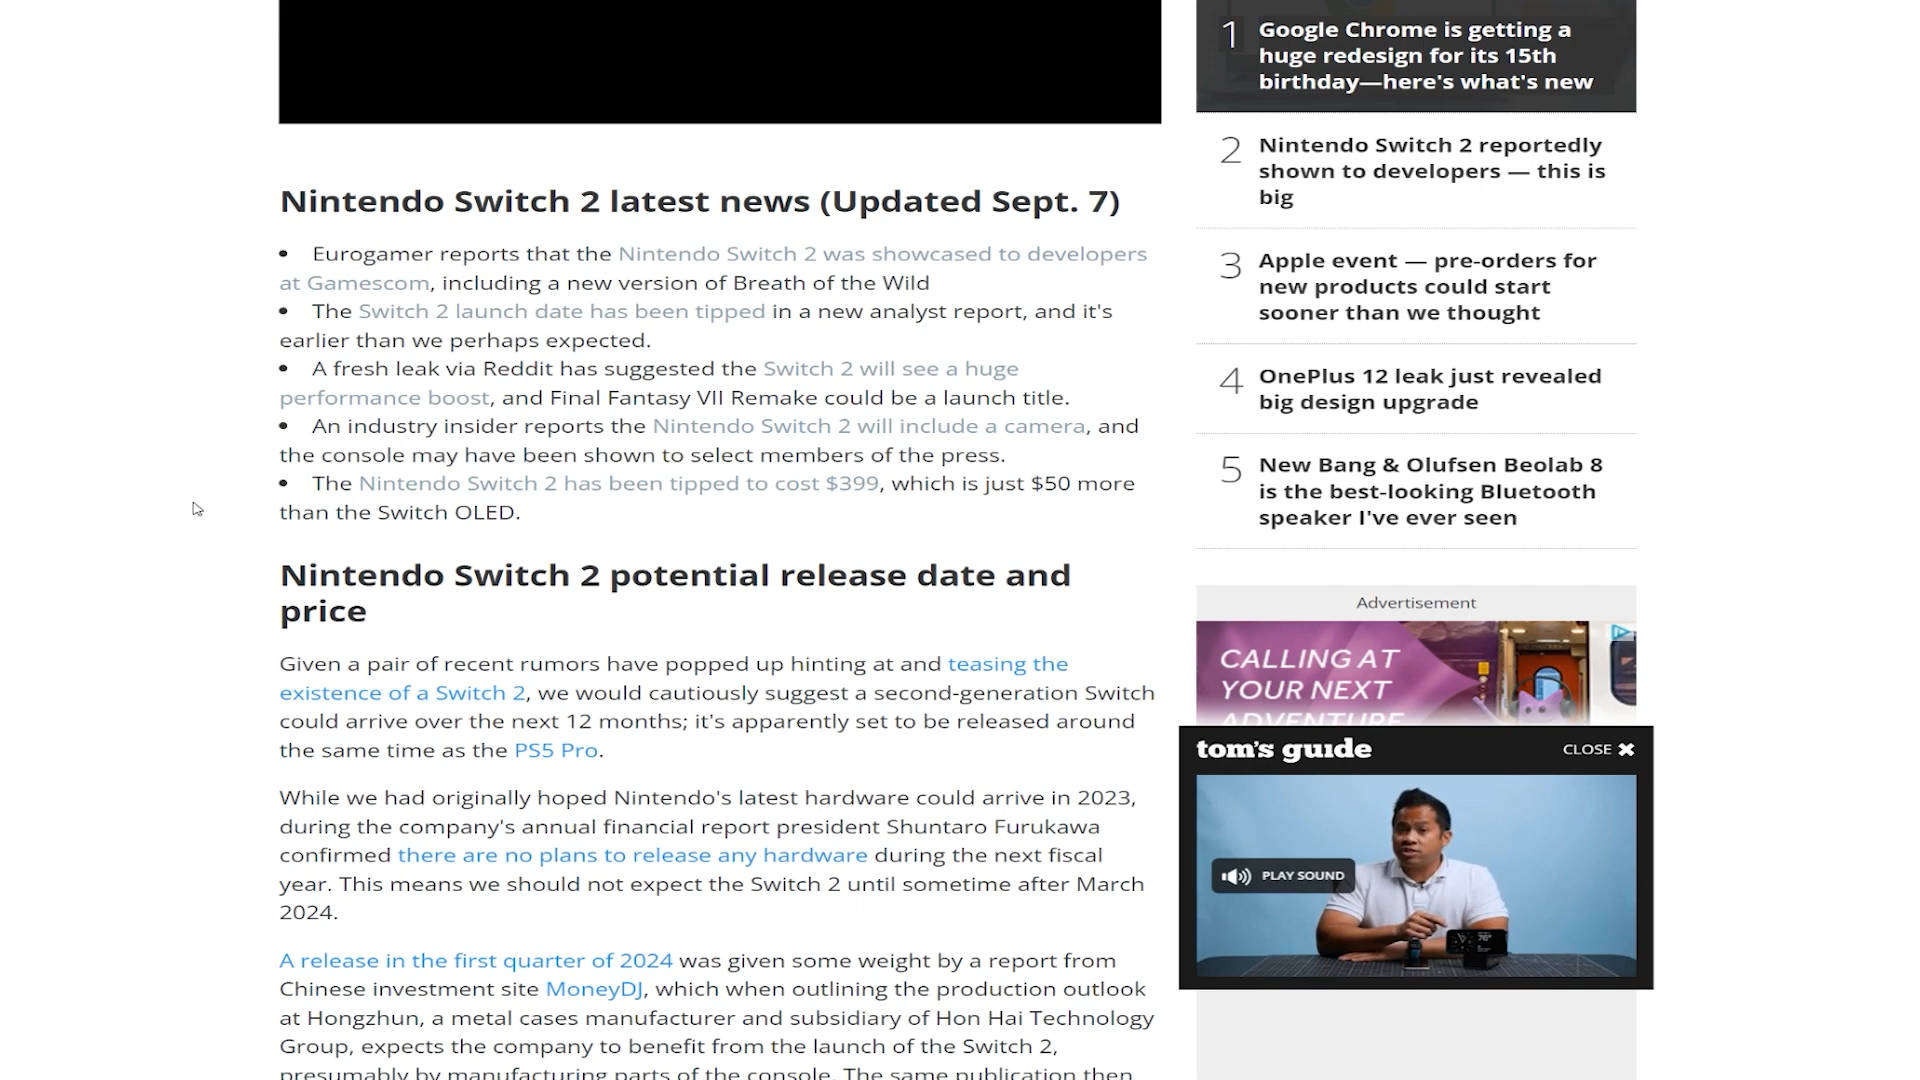 Nintendo Switch 2 latest news (Updated Sept. 7)
• Eurogamer reports that the Nintendo Switch 2 was showcased to developers
at Gamescom, including a new version of Breath of the Wild
• The Switch 2 launch date has been tipped in a new analyst report, and it's
earlier than we perhaps expected.
• A fresh leak via Reddit has suggested the Switch 2 will see a huge
performance boost, and Final Fantasy VII Remake could be a launch title.
• An industry insider reports the Nintendo Switch 2 will include a camera, and
the console may have been shown to select members of the press.
• The Nintendo Switch 2 has been tipped to cost $399, which is just $50 more
than the Switch OLED.
Nintendo Switch 2 potential release date and
price
Given a pair of recent rumors have popped up hinting at and teasing the
existence of a Switch 2, we would cautiously suggest a second-generation Switch
could arrive over the next 12 months; it's apparently set to be released around
the same time as the PS5 Pro.
While we had originally hoped Nintendo's latest hardware could arrive in 2023,
during the company's annual financial report president Shuntaro Furukawa
confirmed there are no plans to release any hardware during the next fiscal
year. This means we should not expect the Switch 2 until sometime after March
2024.
A release in the first quarter of 2024 was given some weight by a report from
Chinese investment site MoneyDJ, which when outlining the production outlook
at Hongzhun, a metal cases manufacturer and subsidiary of Hon Hai Technology
Group, expects the company to benefit from the launch of the Switch 2,
presumably by manufacturing parts of the console. The same publication then
1 Google Chrome is getting a
huge redesign for its 15th
birthday—here's what's new
2 Nintendo Switch 2 reportedly
shown to developers — this is
big
3 Apple event — pre-orders for
new products could start
sooner than we thought
4 OnePlus 12 leak just revealed
big design upgrade
5 New Bang & Olufsen Beolab 8
is the best-looking Bluetooth
speaker I've ever seen
Advertisement
CALLING AT
YOUR NEXT
ADVENTURE
tom's guide
CLOSE ✖
PLAY SOUND